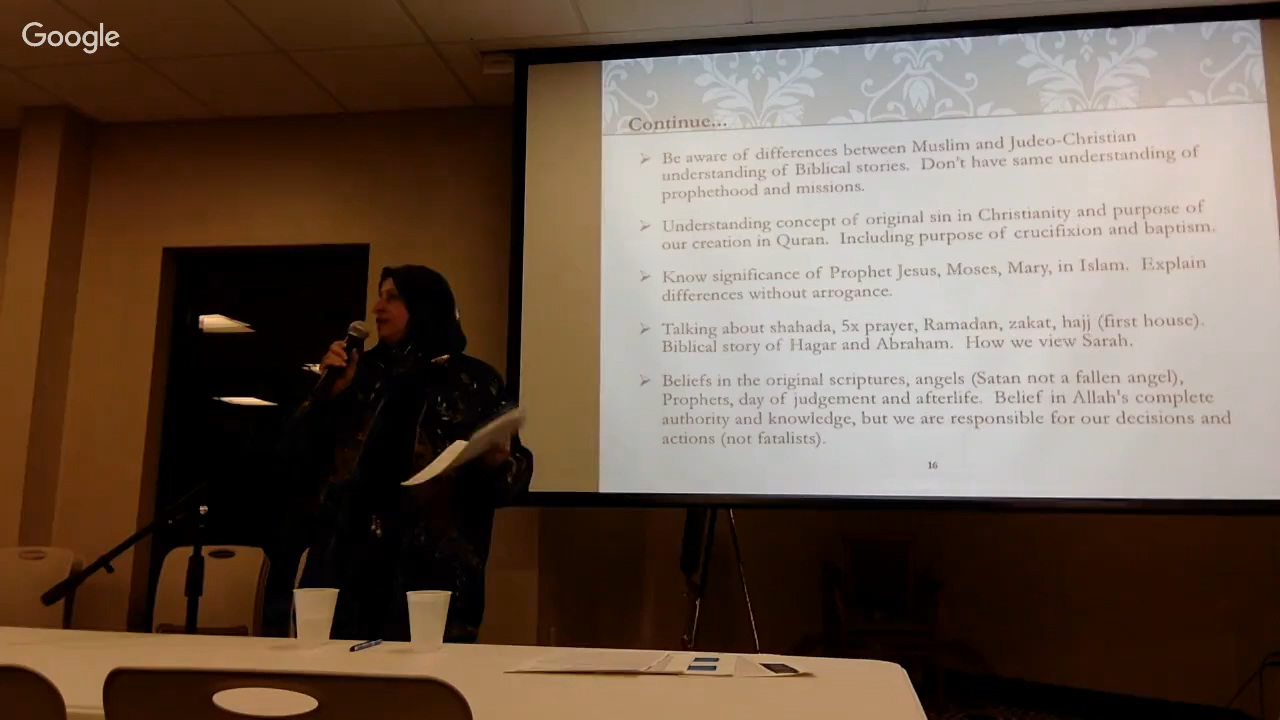 Google
Continue...
Be aware of differences between Muslim and Judeo-Christian
understanding of Biblical stories. Don't have same understanding of
prophethood and missions.
Understanding concept of original sin in Christianity and purpose of
our creation in Quran. Including purpose of crucifixion and baptism.
Know significance of Prophet Jesus, Moses, Mary, in Islam. Explain
differences without arrogance.
Talking about shahada, 5x prayer, Ramadan, zakat, hajj (first house).
Biblical story of Hagar and Abraham. How we view Sarah.
Beliefs in the original scriptures, angels (Satan not a fallen angel),
Prophets, day of judgement and afterlife. Belief in Allah's complete
authority and knowledge, but we are responsible for our decisions and
actions (not fatalists).
16